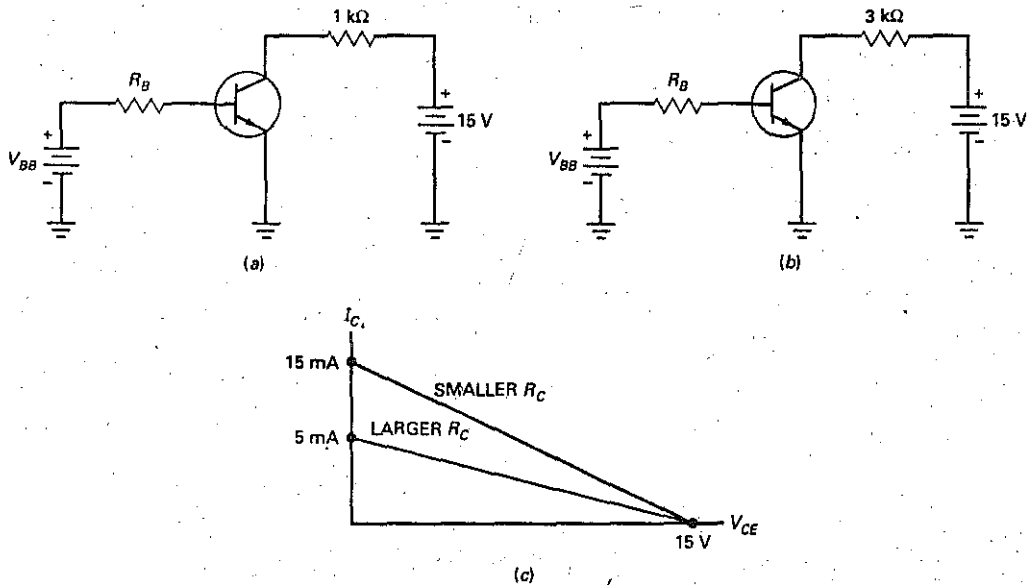 1 kΩ
R_B
+
15 V
-
+
V_BB
-
(a)
3 kΩ
R_B
+
15 V
-
+
V_BB
-
(b)
I_C
15 mA
SMALLER R_C
5 mA
LARGER R_C
15 V
V_CE
(c)